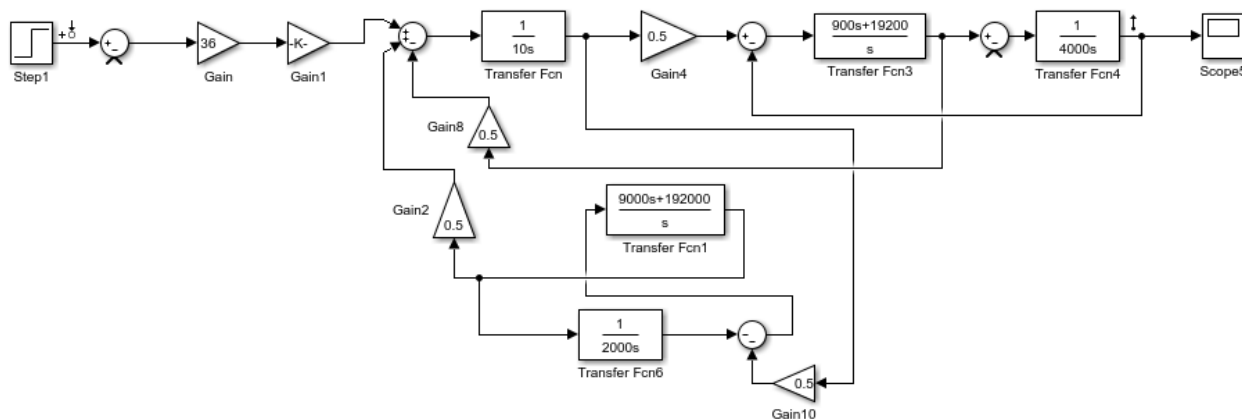 Step1
36
Gain
-K-
Gain1
1
10s
Transfer Fcn
0.5
Gain4
900s+19200
s
Transfer Fcn3
1
4000s
Transfer Fcn4
Scope5
Gain8
0.5
Gain2
0.5
9000s+192000
s
Transfer Fcn1
1
2000s
Transfer Fcn6
0.5
Gain10